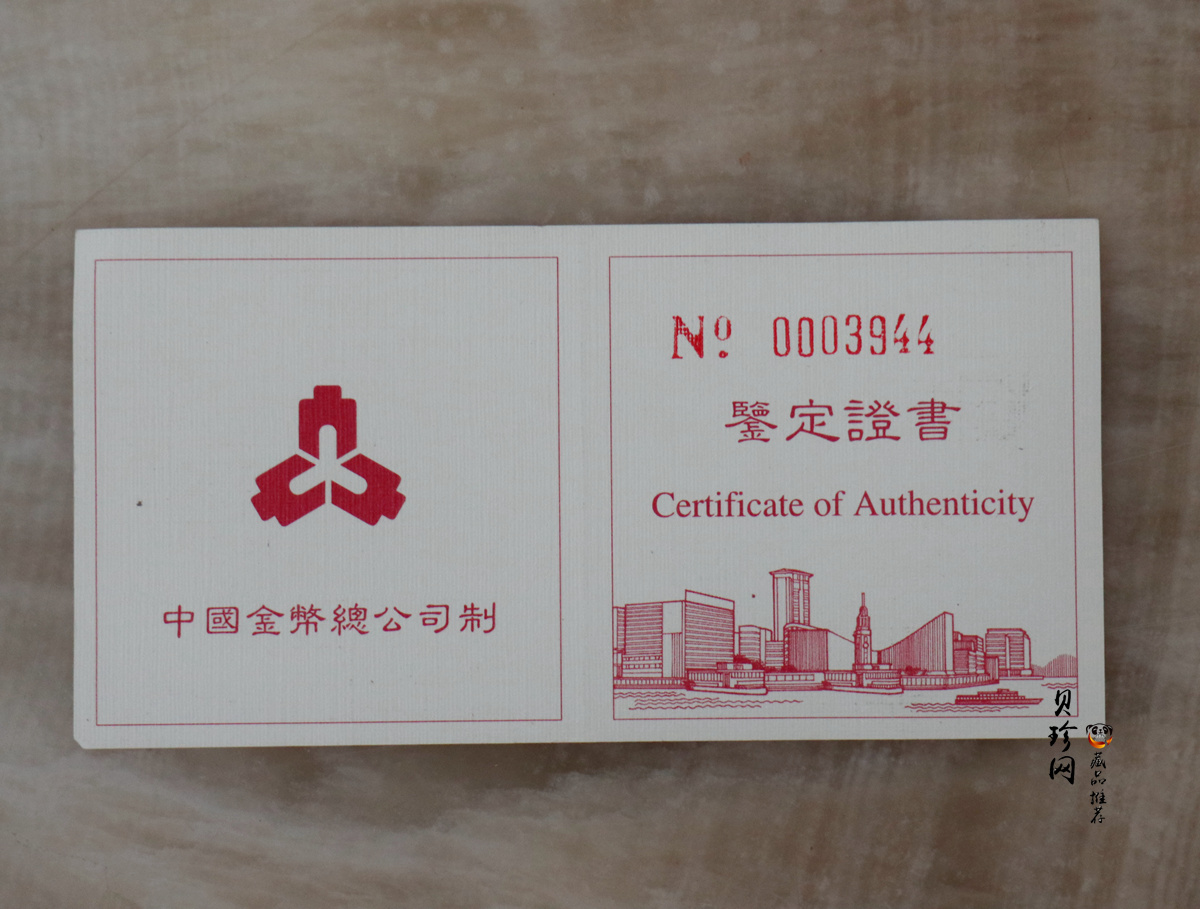 中國金幣總公司制
Nº 0003944
鑒定證書
Certificate of Authenticity
贝珍网
藏品推荐